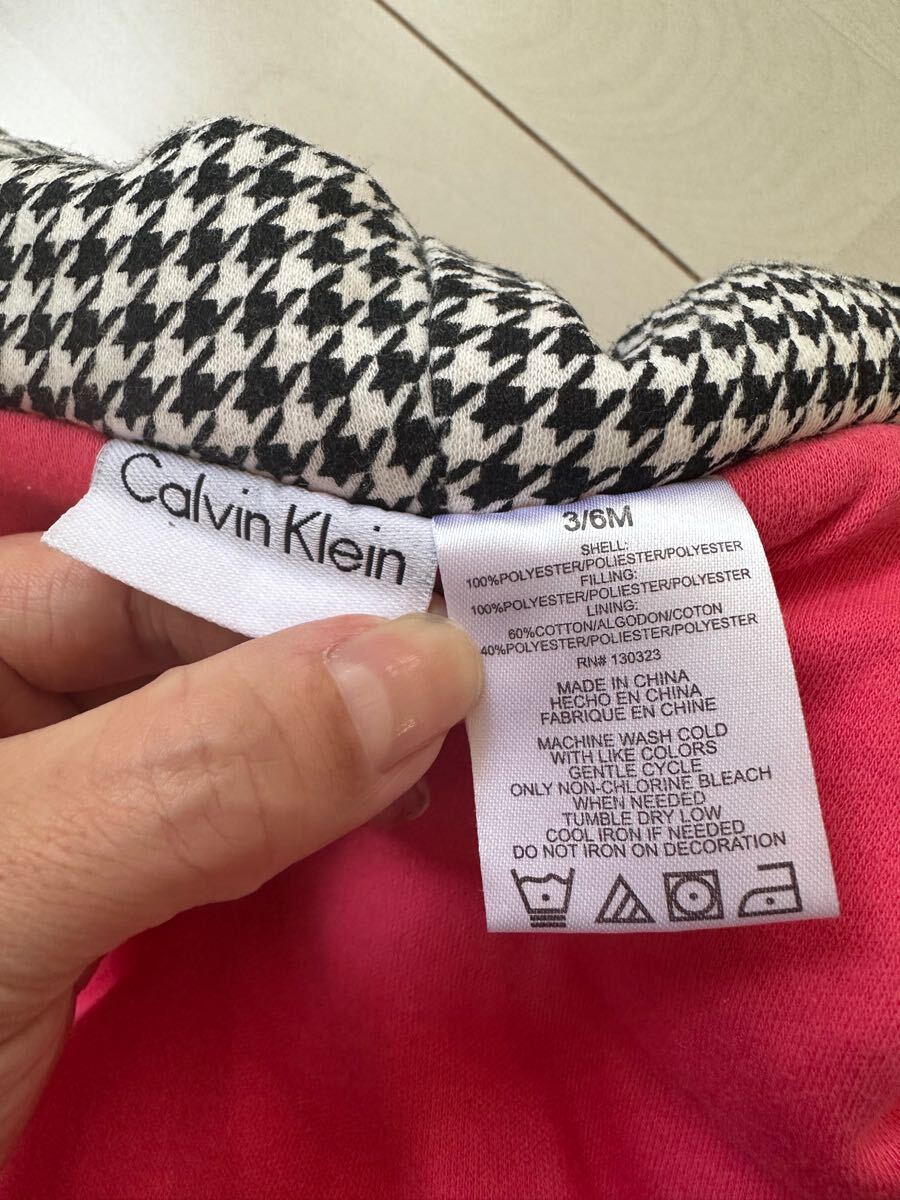 Calvin Klein
3/6M
SHELL:
100%POLYESTER/POLIESTER/POLYESTER
FILLING:
100%POLYESTER/POLIESTER/POLYESTER
LINING:
60%COTTON/ALGODON/COTON
40%POLYESTER/POLIESTER/POLYESTER
RN# 130323
MADE IN CHINA
HECHO EN CHINA
FABRIQUE EN CHINE
MACHINE WASH COLD
WITH LIKE COLORS
GENTLE CYCLE
ONLY NON-CHLORINE BLEACH
WHEN NEEDED
TUMBLE DRY LOW
COOL IRON IF NEEDED
DO NOT IRON ON DECORATION